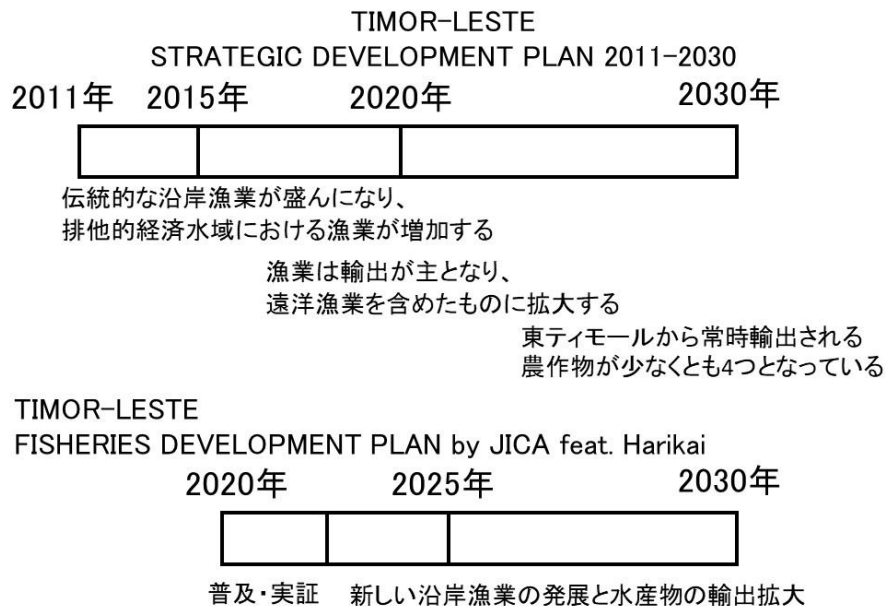 TIMOR-LESTE
STRATEGIC DEVELOPMENT PLAN 2011-2030
2011年 2015年 2020年 2030年
伝統的な沿岸漁業が盛んになり、
排他的経済水域における漁業が増加する
漁業は輸出が主となり、
遠洋漁業を含めたものに拡大する
東ティモールから常時輸出される
農作物が少なくとも4つとなっている
TIMOR-LESTE
FISHERIES DEVELOPMENT PLAN by JICA feat. Harikai
2020年 2025年 2030年
普及・実証 新しい沿岸漁業の発展と水産物の輸出拡大